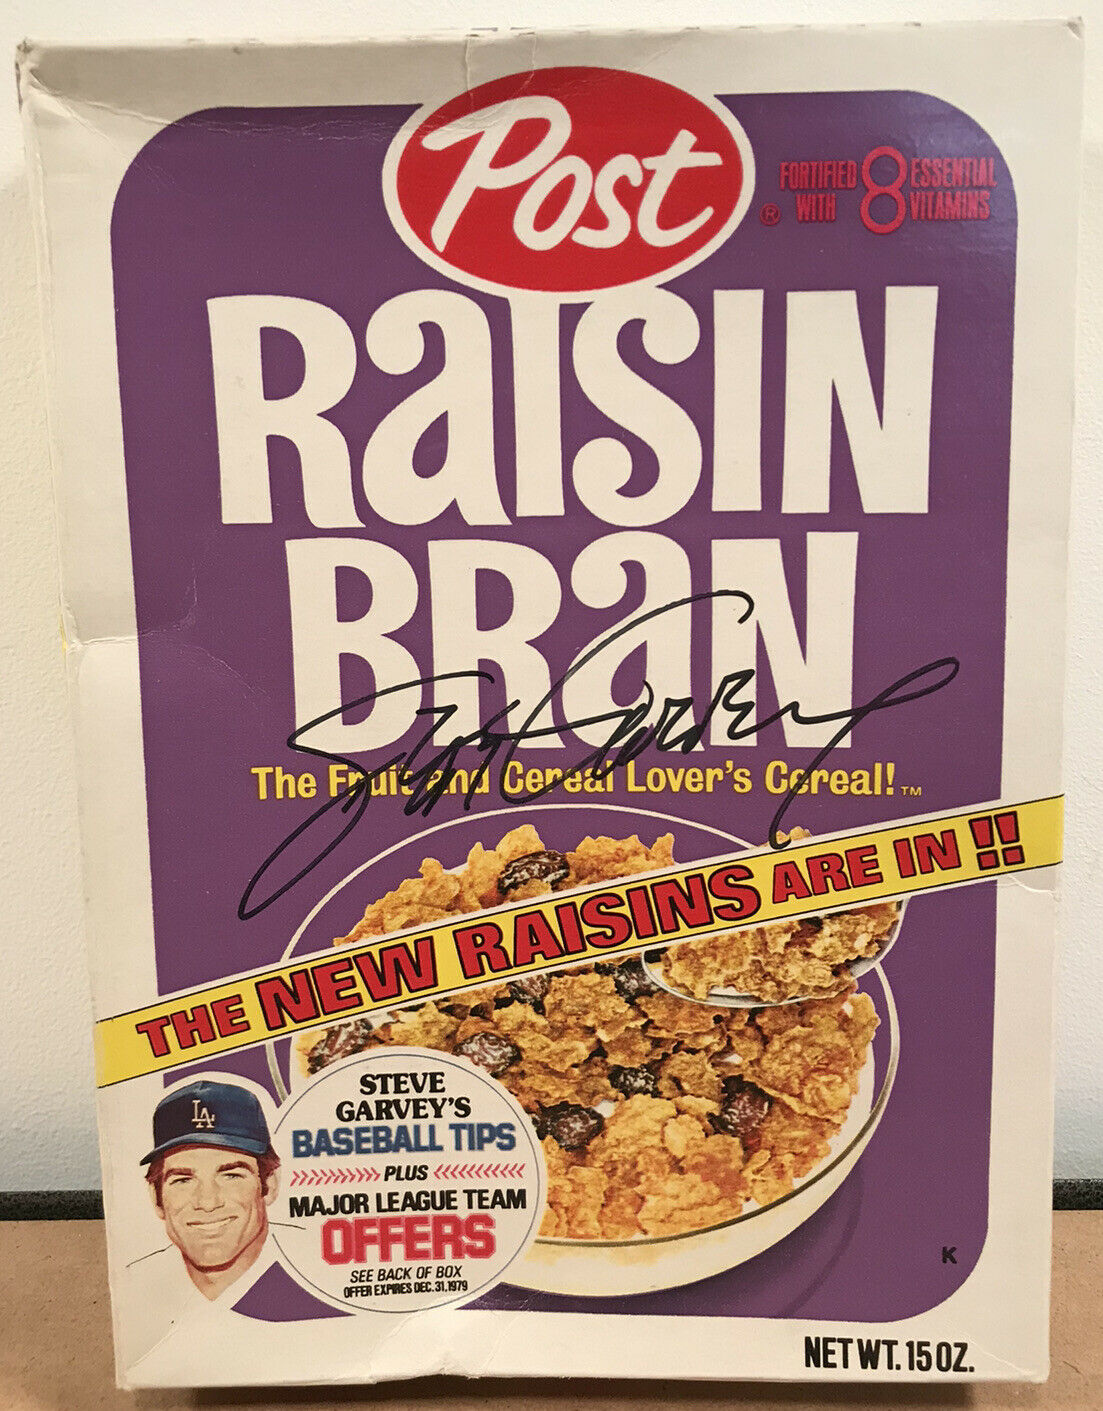 Post
FORTIFIED WITH 8 ESSENTIAL VITAMINS
®
RaisIN
BRaN
Steve Garvey
The Fruit and Cereal Lover's Cereal!™
THE NEW RAISINS ARE IN!!
LA
STEVE
GARVEY'S
BASEBALL TIPS
PLUS
MAJOR LEAGUE TEAM
OFFERS
SEE BACK OF BOX
OFFER EXPIRES DEC. 31, 1979
K
NET WT. 15 OZ.